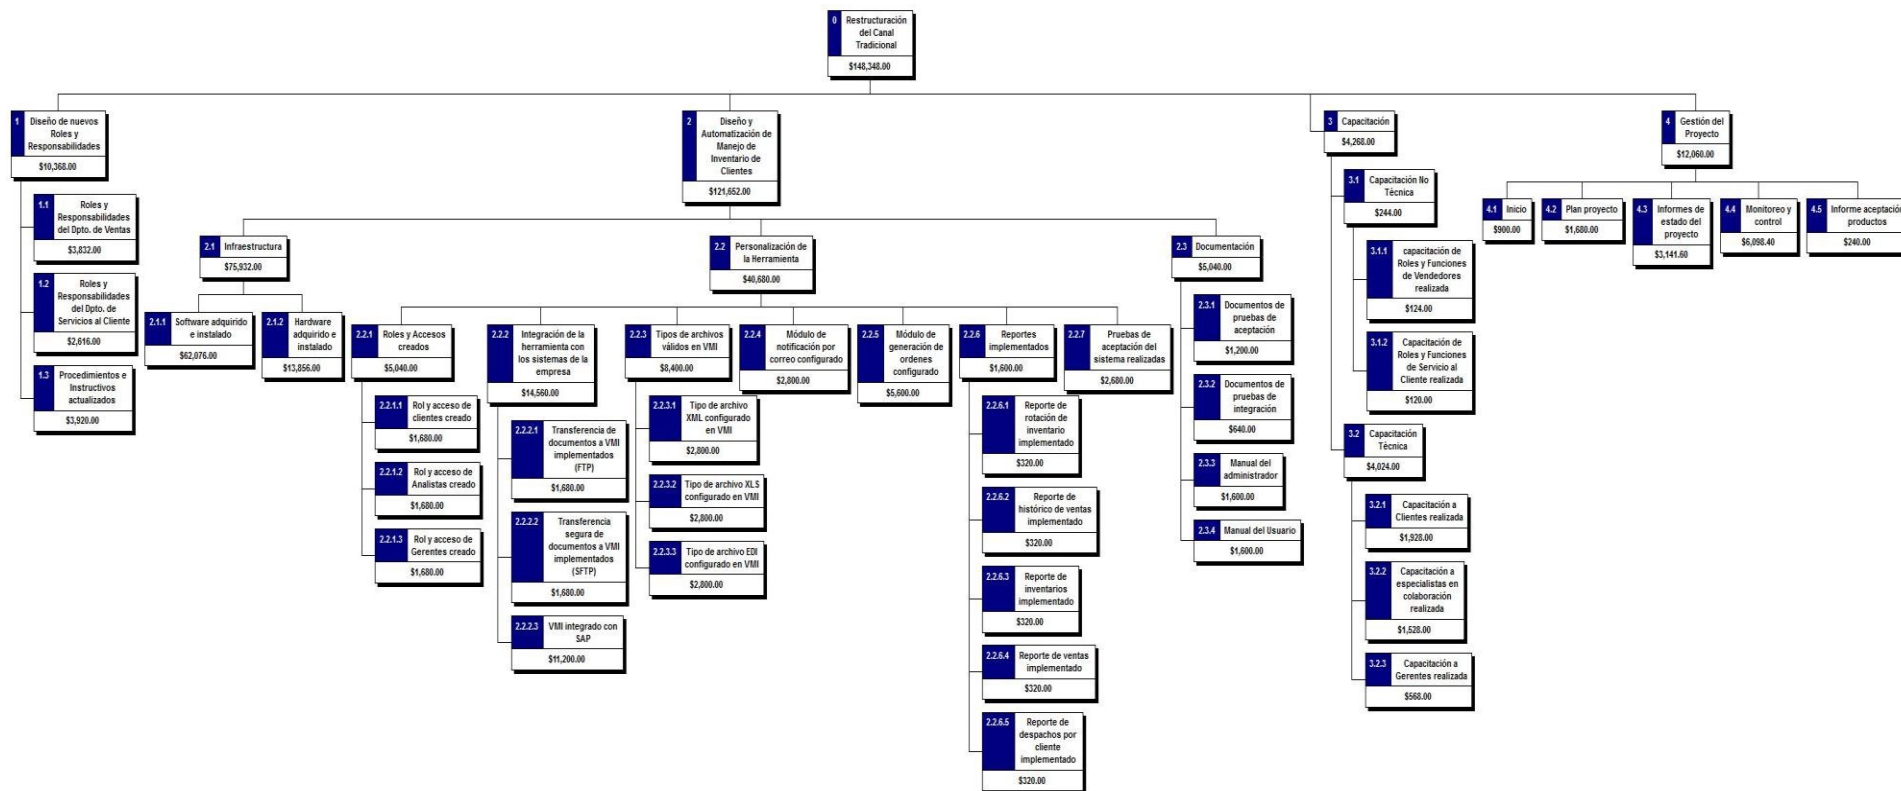 0 Restructuración
del Canal
Tradicional
$148,348.00
1 Diseño de nuevos
Roles y
Responsabilidades
$10,368.00
1.1 Roles y
Responsabilidades
del Dpto. de Ventas
$3,832.00
1.2 Roles y
Responsabilidades
del Dpto. de
Servicios al Cliente
$2,616.00
1.3 Procedimientos e
Instructivos
actualizados
$3,920.00
2 Diseño y
Automatización de
Manejo de
Inventario de
Clientes
$121,652.00
2.1 Infraestructura
$75,932.00
2.1.1 Software adquirido
e instalado
$62,076.00
2.1.2 Hardware
adquirido e
instalado
$13,856.00
2.2 Personalización de
la Herramienta
$40,680.00
2.2.1 Roles y Accesos
creados
$5,040.00
2.2.1.1 Rol y acceso de
clientes creado
$1,680.00
2.2.1.2 Rol y acceso de
Analistas creado
$1,680.00
2.2.1.3 Rol y acceso de
Gerentes creado
$1,680.00
2.2.2 Integración de la
herramienta con
los sistemas de la
empresa
$14,560.00
2.2.2.1 Transferencia de
documentos a VMI
implementados
(FTP)
$1,680.00
2.2.2.2 Transferencia
segura de
documentos a VMI
implementados
(SFTP)
$1,680.00
2.2.2.3 VMI integrado con
SAP
$11,200.00
2.2.3 Tipos de archivos
válidos en VMI
$8,400.00
2.2.3.1 Tipo de archivo
XML configurado
en VMI
$2,800.00
2.2.3.2 Tipo de archivo XLS
configurado en VMI
$2,800.00
2.2.3.3 Tipo de archivo EDI
configurado en VMI
$2,800.00
2.2.4 Módulo de
notificación por
correo configurado
$2,800.00
2.2.5 Módulo de
generación de
ordenes
configurado
$5,600.00
2.2.6 Reportes
implementados
$1,600.00
2.2.6.1 Reporte de
rotación de
inventario
implementado
$320.00
2.2.6.2 Reporte de
histórico de ventas
implementado
$320.00
2.2.6.3 Reporte de
inventarios
implementado
$320.00
2.2.6.4 Reporte de ventas
implementado
$320.00
2.2.6.5 Reporte de
despachos por
cliente
implementado
$320.00
2.2.7 Pruebas de
aceptación del
sistema realizadas
$2,680.00
2.3 Documentación
$5,040.00
2.3.1 Documentos de
pruebas de
aceptación
$1,200.00
2.3.2 Documentos de
pruebas de
integración
$640.00
2.3.3 Manual del
administrador
$1,600.00
2.3.4 Manual del Usuario
$1,600.00
3 Capacitación
$4,268.00
3.1 Capacitación No
Técnica
$244.00
3.1.1 capacitación de
Roles y Funciones
de Vendedores
realizada
$124.00
3.1.2 Capacitación de
Roles y Funciones
de Servicio al
Cliente realizada
$120.00
3.2 Capacitación
Técnica
$4,024.00
3.2.1 Capacitación a
Clientes realizada
$1,928.00
3.2.2 Capacitación a
especialistas en
colaboración
realizada
$1,528.00
3.2.3 Capacitación a
Gerentes realizada
$568.00
4 Gestión del
Proyecto
$12,060.00
4.1 Inicio
$900.00
4.2 Plan proyecto
$1,680.00
4.3 Informes de
estado del
proyecto
$3,141.60
4.4 Monitoreo y
control
$6,098.40
4.5 Informe aceptación
productos
$240.00